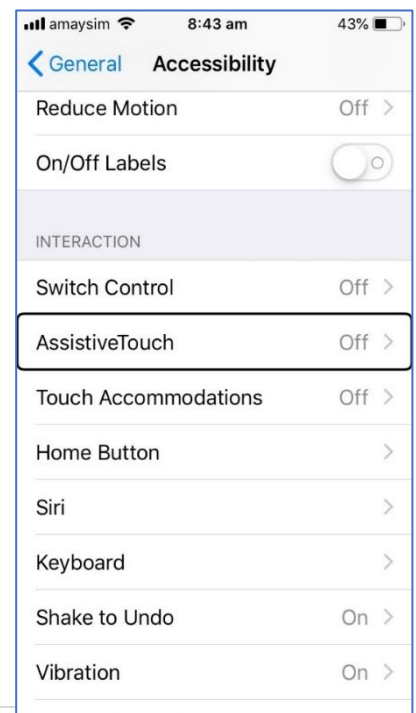 amaysim 8:43 am 43%
General Accessibility
Reduce Motion Off
On/Off Labels
INTERACTION
Switch Control Off
AssistiveTouch Off
Touch Accommodations Off
Home Button
Siri
Keyboard
Shake to Undo On
Vibration On